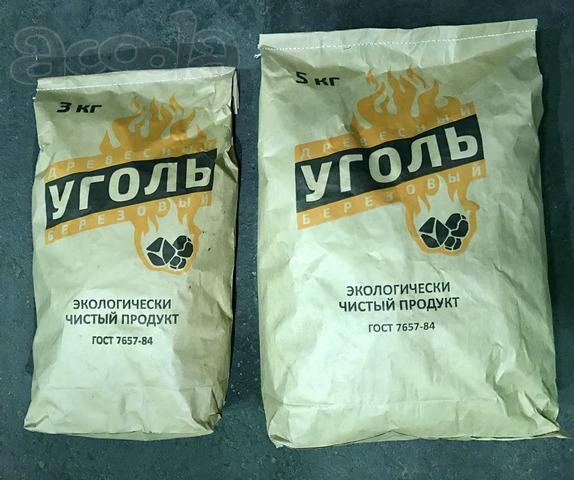 acoola
3 кг
ДРЕВЕСНЫЙ
УГОЛЬ
БЕРЕЗОВЫЙ
ЭКОЛОГИЧЕСКИ
ЧИСТЫЙ ПРОДУКТ
ГОСТ 7657-84
5 кг
ДРЕВЕСНЫЙ
УГОЛЬ
БЕРЕЗОВЫЙ
ЭКОЛОГИЧЕСКИ
ЧИСТЫЙ ПРОДУКТ
ГОСТ 7657-84